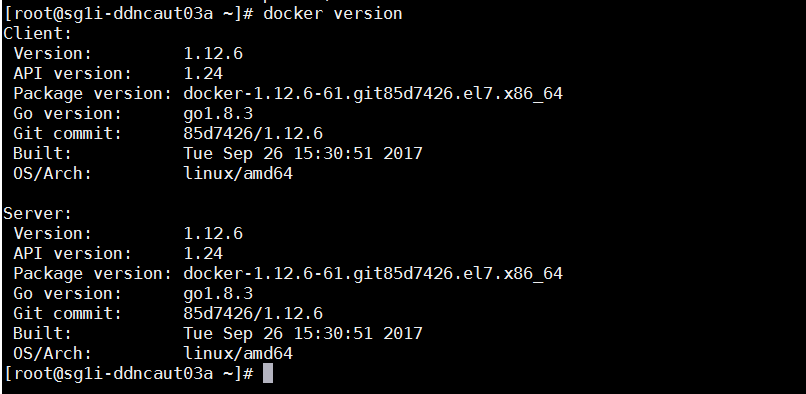 [root@sg1i-ddncaut03a ~]# docker version
Client:
 Version:         1.12.6
 API version:     1.24
 Package version: docker-1.12.6-61.git85d7426.el7.x86_64
 Go version:      go1.8.3
 Git commit:      85d7426/1.12.6
 Built:           Tue Sep 26 15:30:51 2017
 OS/Arch:         linux/amd64

Server:
 Version:         1.12.6
 API version:     1.24
 Package version: docker-1.12.6-61.git85d7426.el7.x86_64
 Go version:      go1.8.3
 Git commit:      85d7426/1.12.6
 Built:           Tue Sep 26 15:30:51 2017
 OS/Arch:         linux/amd64
[root@sg1i-ddncaut03a ~]#